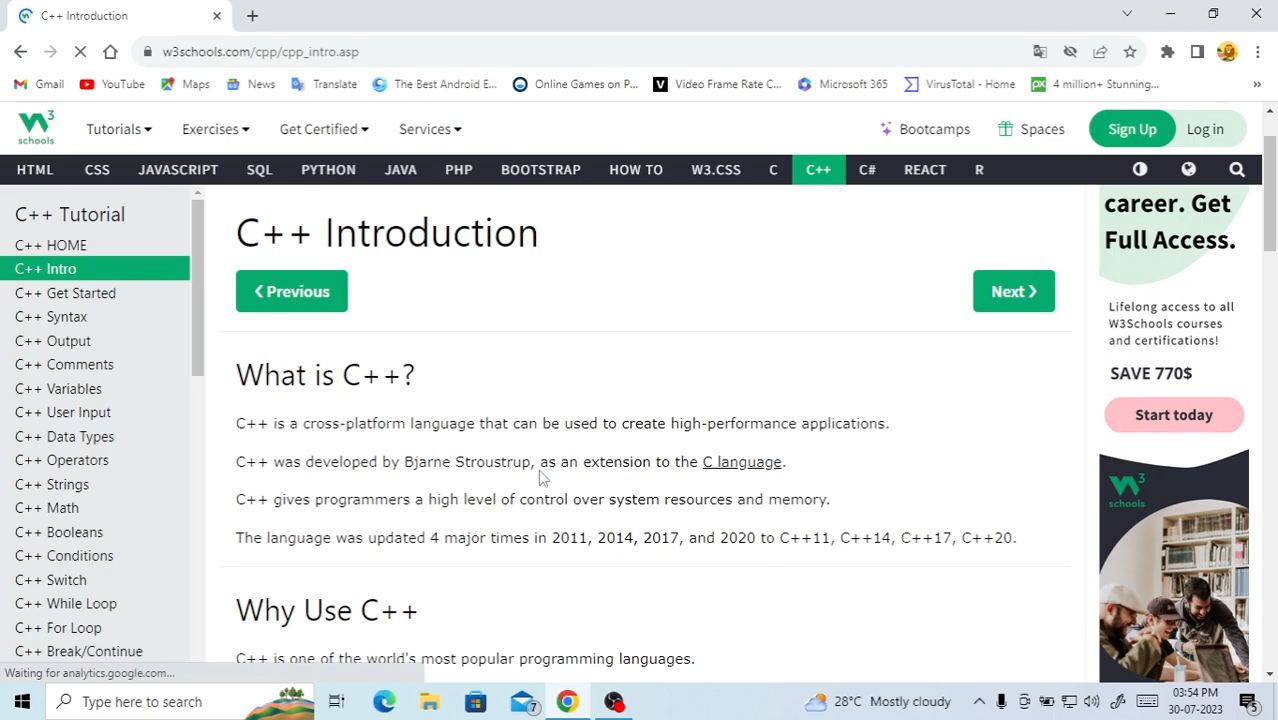 C++ Introduction
w3schools.com/cpp/cpp_intro.asp
Gmail YouTube Maps News Translate The Best Android E... Online Games on P... Video Frame Rate C... Microsoft 365 VirusTotal - Home 4 million+ Stunning... »
W3 schools Tutorials Exercises Get Certified Services Bootcamps Spaces Sign Up Log in
HTML CSS JAVASCRIPT SQL PYTHON JAVA PHP BOOTSTRAP HOW TO W3.CSS C C++ C# REACT R
C++ Tutorial
C++ HOME
C++ Intro
C++ Get Started
C++ Syntax
C++ Output
C++ Comments
C++ Variables
C++ User Input
C++ Data Types
C++ Operators
C++ Strings
C++ Math
C++ Booleans
C++ Conditions
C++ Switch
C++ While Loop
C++ For Loop
C++ Break/Continue
C++ Introduction
❮ Previous
Next ❯
What is C++?
C++ is a cross-platform language that can be used to create high-performance applications.
C++ was developed by Bjarne Stroustrup, as an extension to the C language.
C++ gives programmers a high level of control over system resources and memory.
The language was updated 4 major times in 2011, 2014, 2017, and 2020 to C++11, C++14, C++17, C++20.
Why Use C++
C++ is one of the world's most popular programming languages.
career. Get
Full Access.
Lifelong access to all
W3Schools courses
and certifications!
SAVE 770$
Start today
W3 schools
Waiting for analytics.google.com...
Type here to search
7
28°C Mostly cloudy
03:54 PM
30-07-2023
5